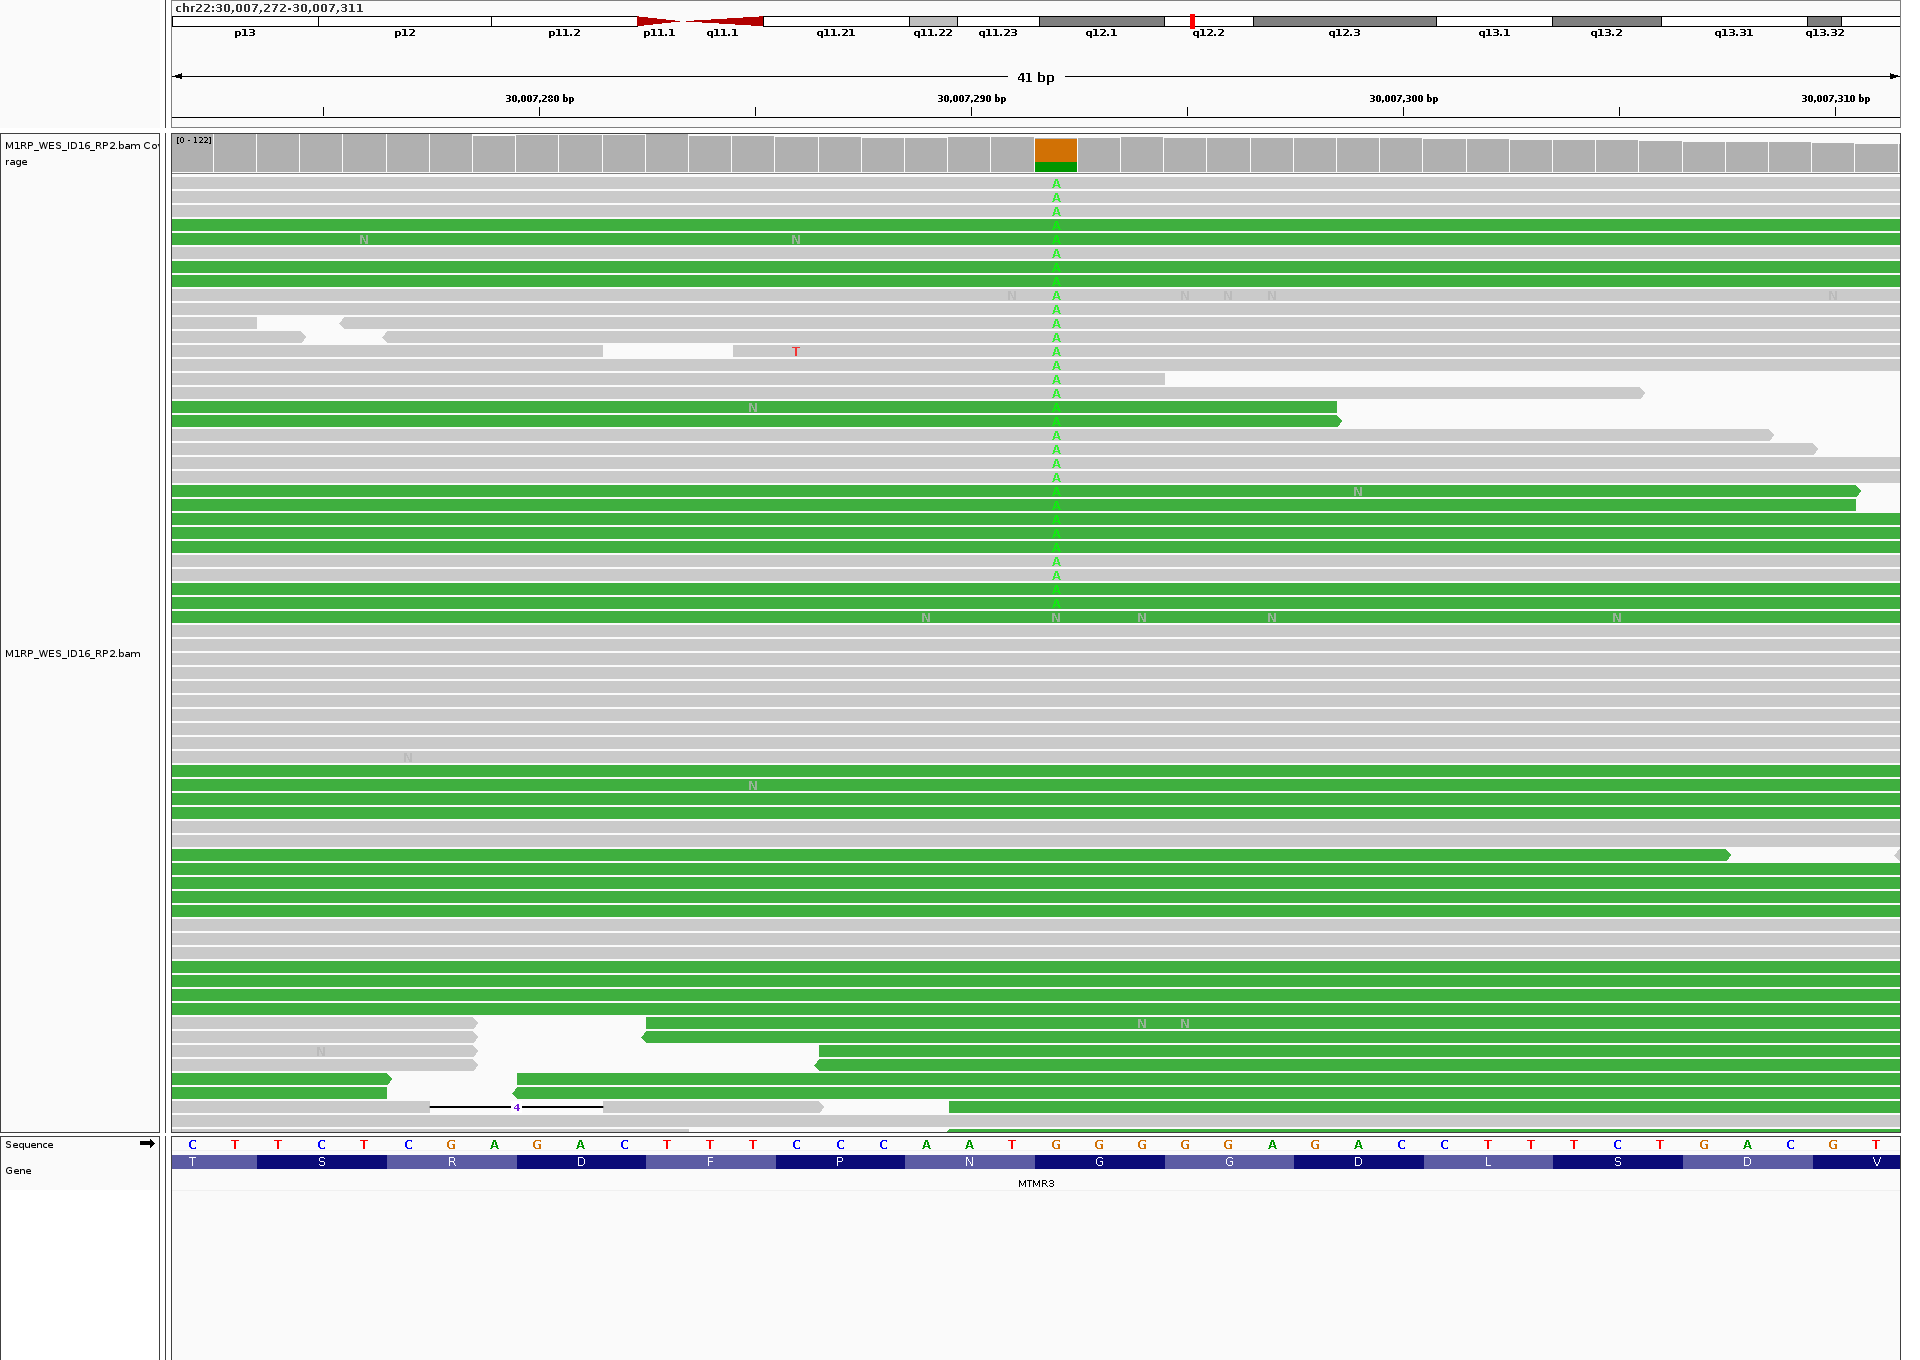 chr22:30,007,272-30,007,311
p13 p12 p11.2 p11.1 q11.1 q11.21 q11.22 q11.23 q12.1 q12.2 q12.3 q13.1 q13.2 q13.31 q13.32
41 bp
30,007,280 bp 30,007,290 bp 30,007,300 bp 30,007,310 bp
M1RP_WES_ID16_RP2.bam Co
rage
[0 - 122]
A
A
A
A
N N A
A
A
A
N A N N N N
A
A
A
T A
A
A
A
N A
A
A
A
A
A
A N
A
A
A
A
A
A
A
A
N N N N N
M1RP_WES_ID16_RP2.bam
N
N
N N
N
4
Sequence C T T C T C G A G A C T T T C C C A A T G G G G G A G A C C T T T C T G A C G T
Gene T S R D F P N G G D L S D V
MTMR3